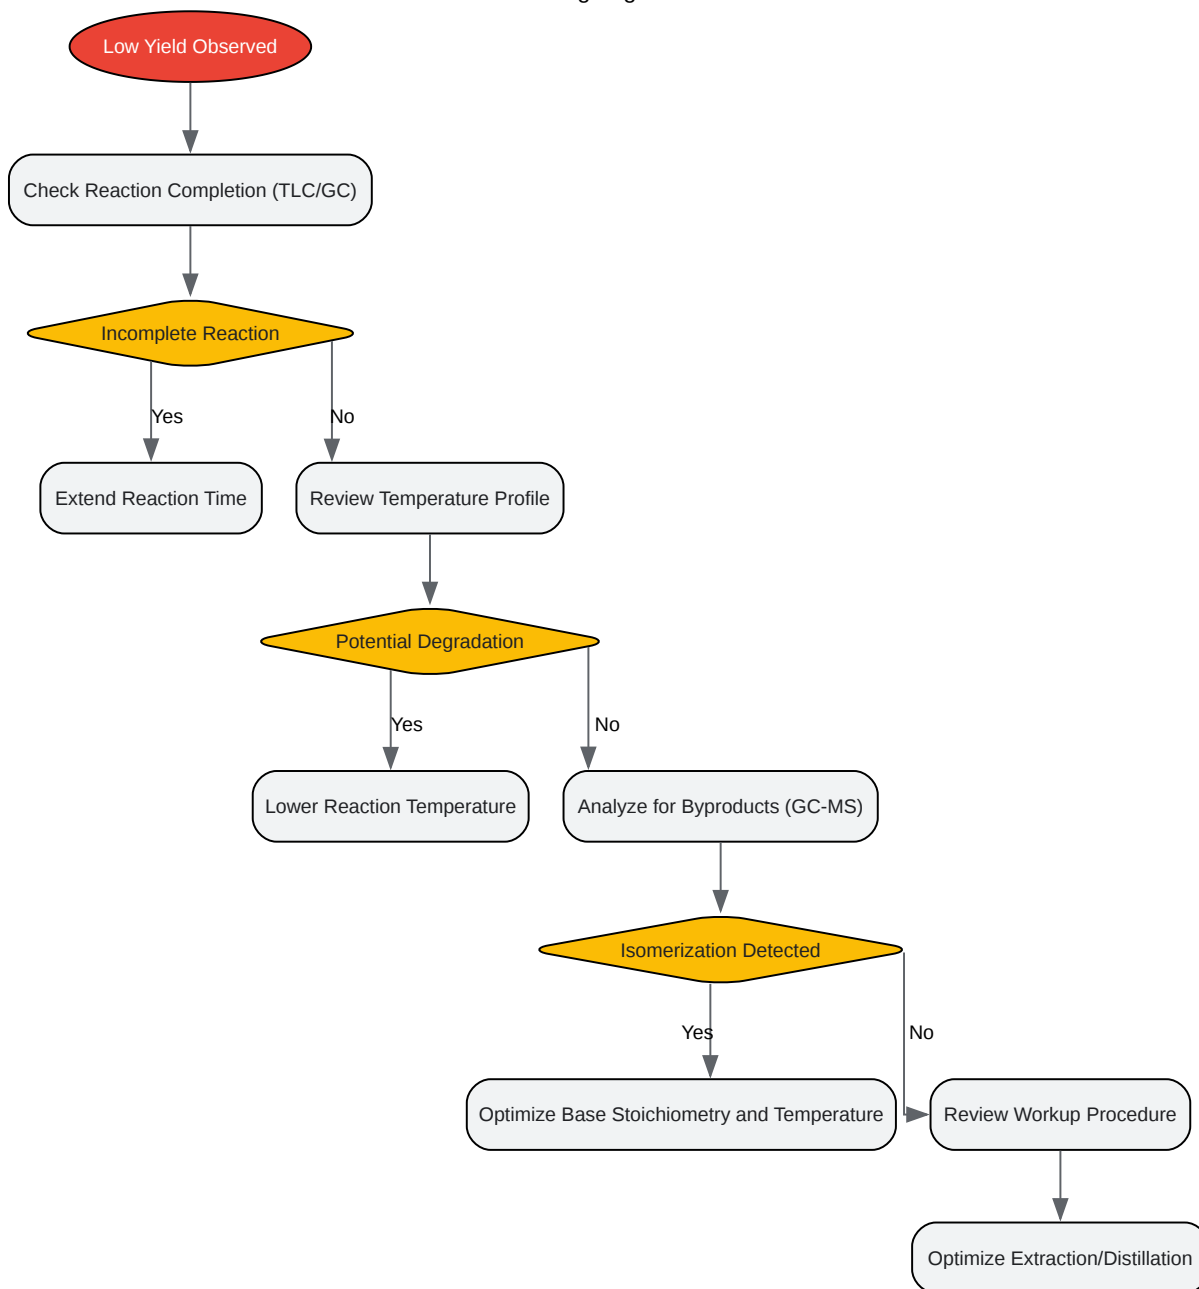 Low Yield Observed
Check Reaction Completion (TLC/GC)
Incomplete Reaction
Yes
No
Extend Reaction Time
Review Temperature Profile
Potential Degradation
Yes
No
Lower Reaction Temperature
Analyze for Byproducts (GC-MS)
Isomerization Detected
Yes
No
Optimize Base Stoichiometry and Temperature
Review Workup Procedure
Optimize Extraction/Distillation